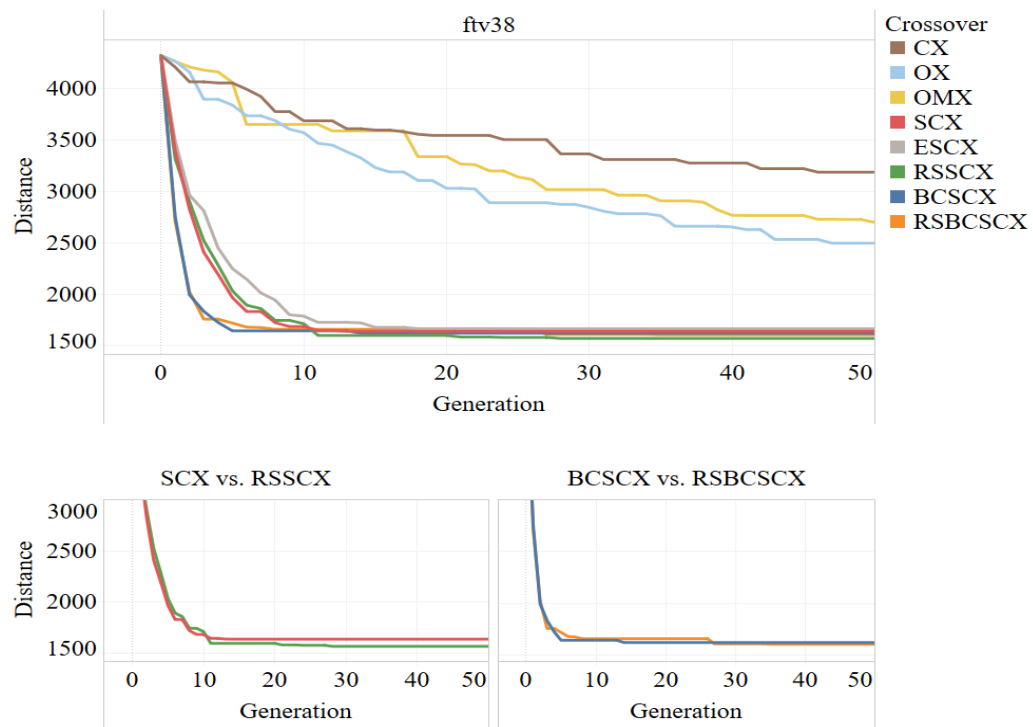 ftv38
Crossover
CX
OX
OMX
SCX
ESCX
RSSCX
BCSCX
RSBCSCX
Distance
4000
3500
3000
2500
2000
1500
0 10 20 30 40 50
Generation
SCX vs. RSSCX
BCSCX vs. RSBCSCX
Distance
3000
2500
2000
1500
0 10 20 30 40 50
0 10 20 30 40 50
Generation
Generation